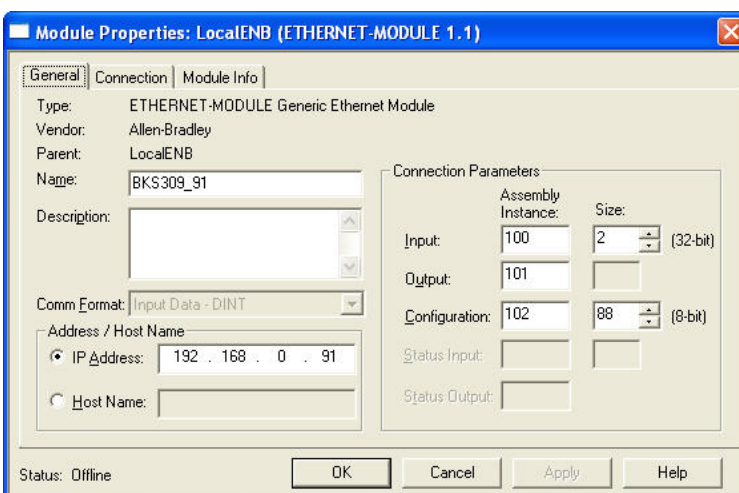 Module Properties: LocalENB (ETHERNET-MODULE 1.1)
General Connection Module Info
Type: ETHERNET-MODULE Generic Ethernet Module
Vendor: Allen-Bradley
Parent: LocalENB
Name: BKS309_91
Description:
Comm Format: Input Data - DINT
Address / Host Name
IP Address: 192 . 168 . 0 . 91
Host Name:
Connection Parameters
Assembly
Instance: Size:
Input: 100 2 (32-bit)
Output: 101
Configuration: 102 88 (8-bit)
Status Input:
Status Output:
Status: Offline OK Cancel Apply Help